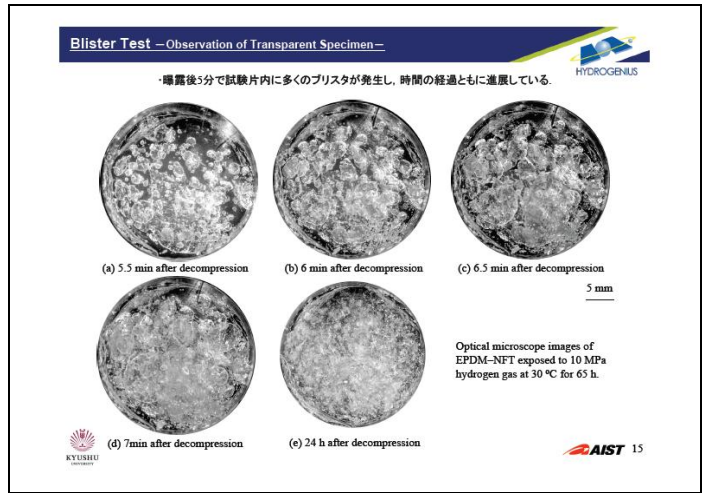 Blister Test －Observation of Transparent Specimen－
HYDROGENIUS
･曝露後5分で試験片内に多くのブリスタが発生し，時間の経過ともに進展している.
(a) 5.5 min after decompression
(b) 6 min after decompression
(c) 6.5 min after decompression
5 mm
(d) 7min after decompression
(e) 24 h after decompression
Optical microscope images of
EPDM–NFT exposed to 10 MPa
hydrogen gas at 30 ºC for 65 h.
KYUSHU
UNIVERSITY
AIST
15